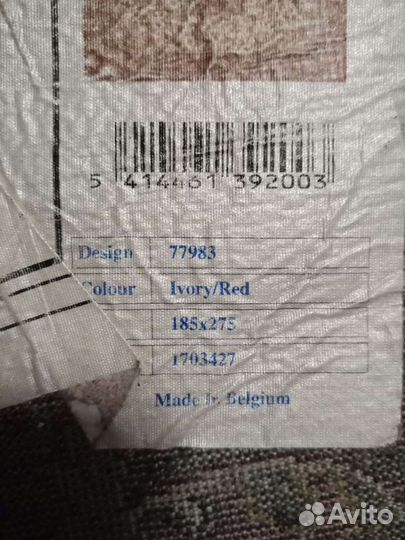 5 414461 392003
Design 77983
Colour Ivory/Red
185x275
1703427
Made In Belgium
Avito